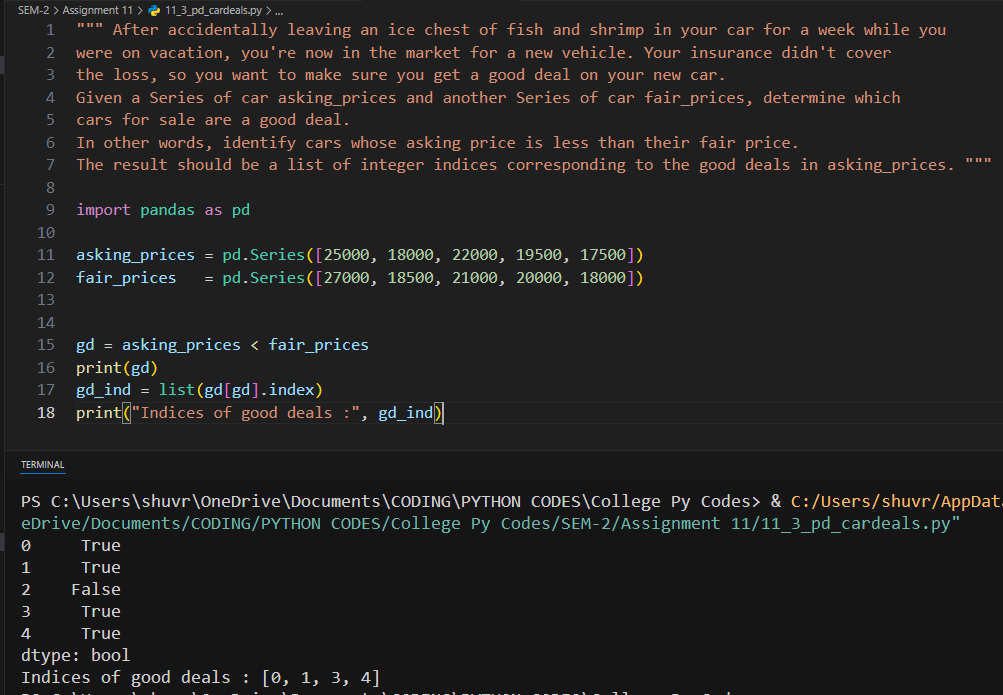 SEM-2 > Assignment 11 > 11_3_pd_cardeals.py > ...
1 """ After accidentally leaving an ice chest of fish and shrimp in your car for a week while you
2 were on vacation, you're now in the market for a new vehicle. Your insurance didn't cover
3 the loss, so you want to make sure you get a good deal on your new car.
4 Given a Series of car asking_prices and another Series of car fair_prices, determine which
5 cars for sale are a good deal.
6 In other words, identify cars whose asking price is less than their fair price.
7 The result should be a list of integer indices corresponding to the good deals in asking_prices. """
8
9 import pandas as pd
10
11 asking_prices = pd.Series([25000, 18000, 22000, 19500, 17500])
12 fair_prices   = pd.Series([27000, 18500, 21000, 20000, 18000])
13
14
15 gd = asking_prices < fair_prices
16 print(gd)
17 gd_ind = list(gd[gd].index)
18 print("Indices of good deals :", gd_ind)
TERMINAL
PS C:\Users\shuvr\OneDrive\Documents\CODING\PYTHON CODES\College Py Codes> & C:/Users/shuvr/AppData
eDrive/Documents/CODING/PYTHON CODES/College Py Codes/SEM-2/Assignment 11/11_3_pd_cardeals.py"
0     True
1     True
2    False
3     True
4     True
dtype: bool
Indices of good deals : [0, 1, 3, 4]